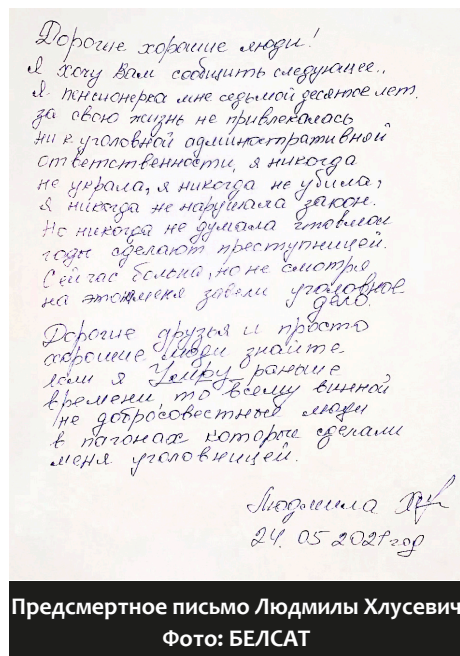 Дорогие хорошие люди!
Я хочу Вам сообщить следующее..
Я пенсионерка мне седьмой десяток лет.
за свою жизнь не привлекалась
ни к уголовной административной
ответственности, я никогда
не украла, я никогда не убила,
я никогда не нарушала закон.
Но никогда не думала что в мои
годы сделают преступницей.
Сейчас больна, но не смотря
на это меня завели уголовное
дело.
Дорогие друзья и просто
хорошие люди знайте
если я Умру раньше
времени, то всему виной
не добросовестные люди
в пагонах которые сделали
меня уголовницей.
Людмила
24. 05 2021 год
Предсмертное письмо Людмилы Хлусевич
Фото: БЕЛСАТ